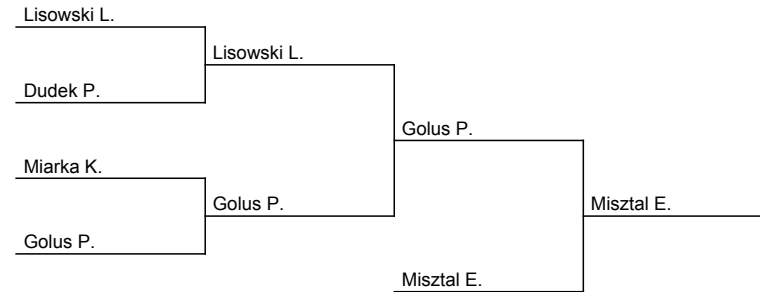 Lisowski L.
Lisowski L.
Dudek P.
Golus P.
Miarka K.
Golus P.
Misztal E.
Golus P.
Misztal E.